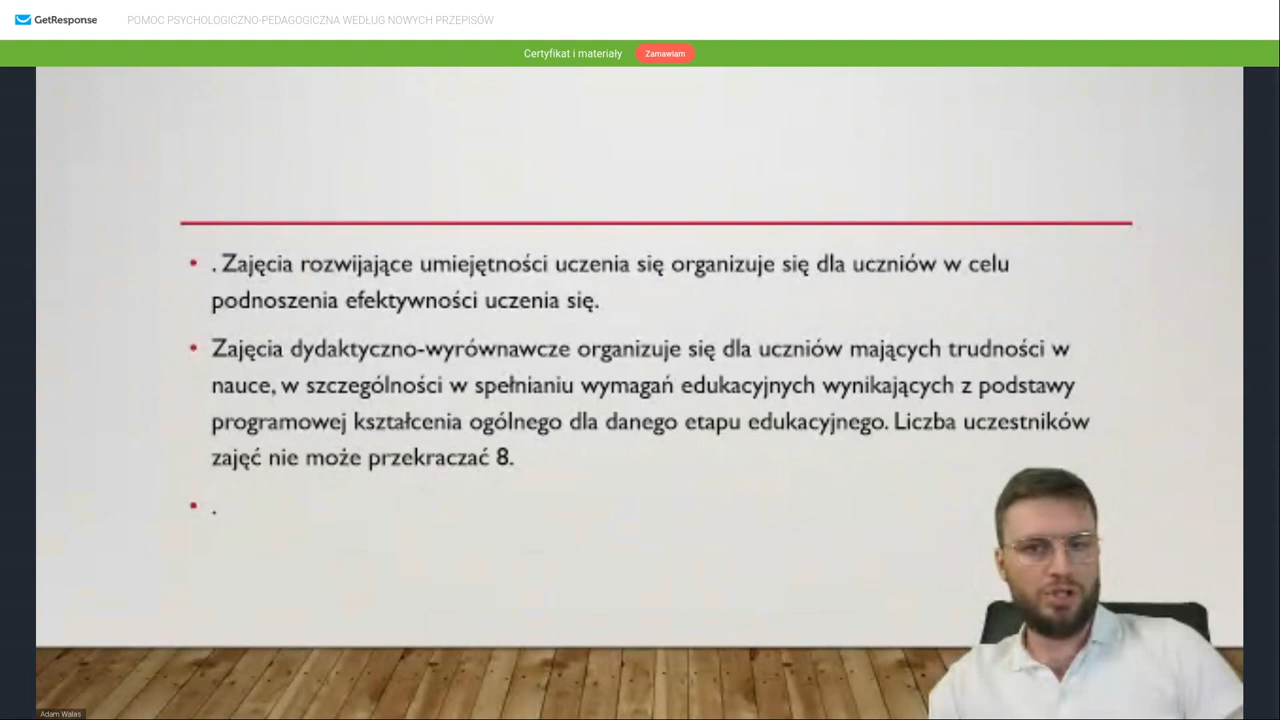 GetResponse
POMOC PSYCHOLOGICZNO-PEDAGOGICZNA WEDŁUG NOWYCH PRZEPISÓW
Certyfikat i materiały
Zamawiam
• . Zajęcia rozwijające umiejętności uczenia się organizuje się dla uczniów w celu
podnoszenia efektywności uczenia się.
• Zajęcia dydaktyczno-wyrównawcze organizuje się dla uczniów mających trudności w
nauce, w szczególności w spełnianiu wymagań edukacyjnych wynikających z podstawy
programowej kształcenia ogólnego dla danego etapu edukacyjnego. Liczba uczestników
zajęć nie może przekraczać 8.
• .
Adam Walas